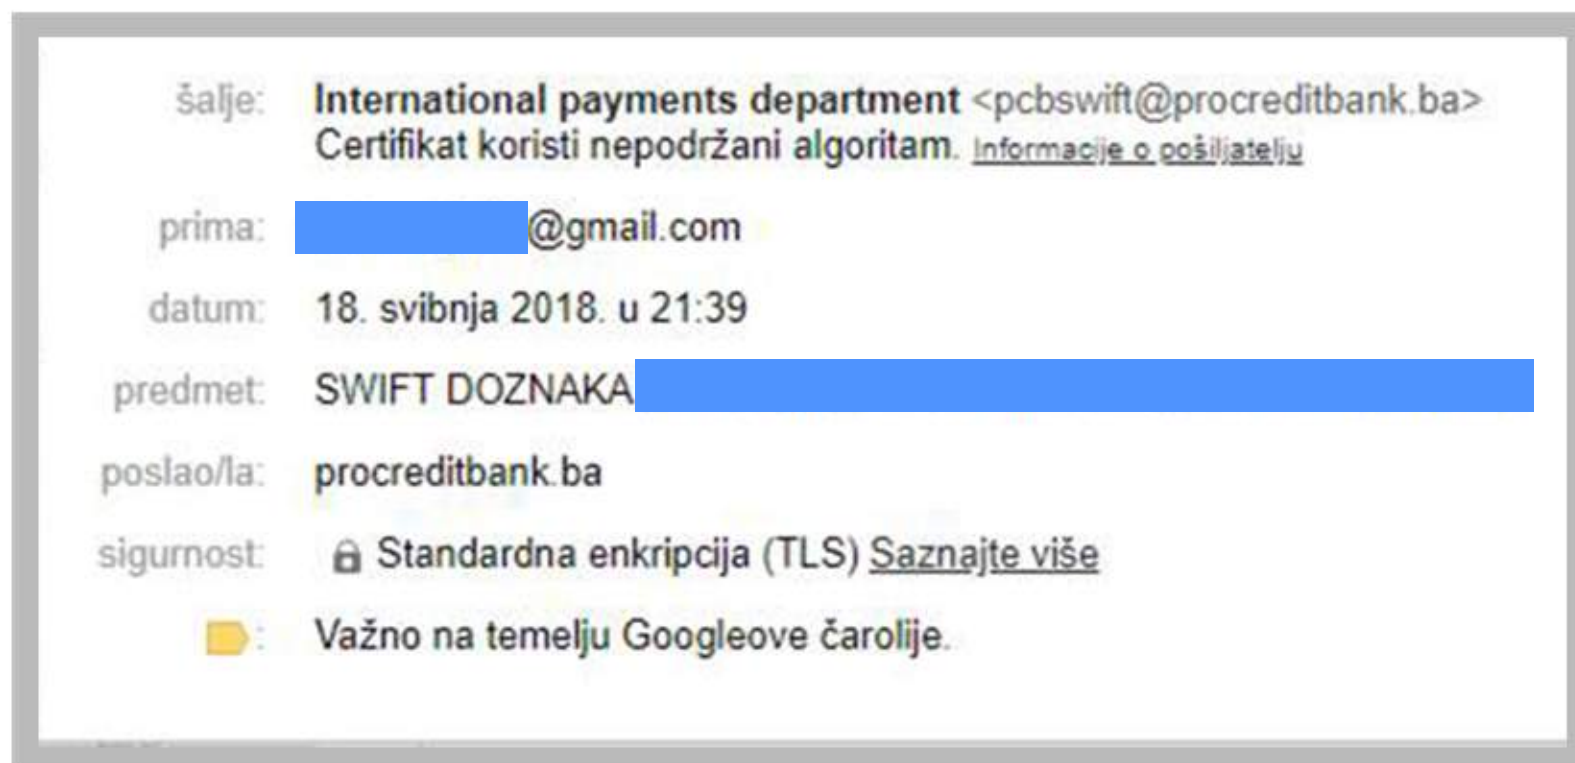 šalje: International payments department <pcbswift@procreditbank.ba>
Certifikat koristi nepodržani algoritam. Informacije o pošiljatelju
prima: @gmail.com
datum: 18. svibnja 2018. u 21:39
predmet: SWIFT DOZNAKA
poslao/la: procreditbank.ba
sigurnost: Standardna enkripcija (TLS) Saznajte više
: Važno na temelju Googleove čarolije.